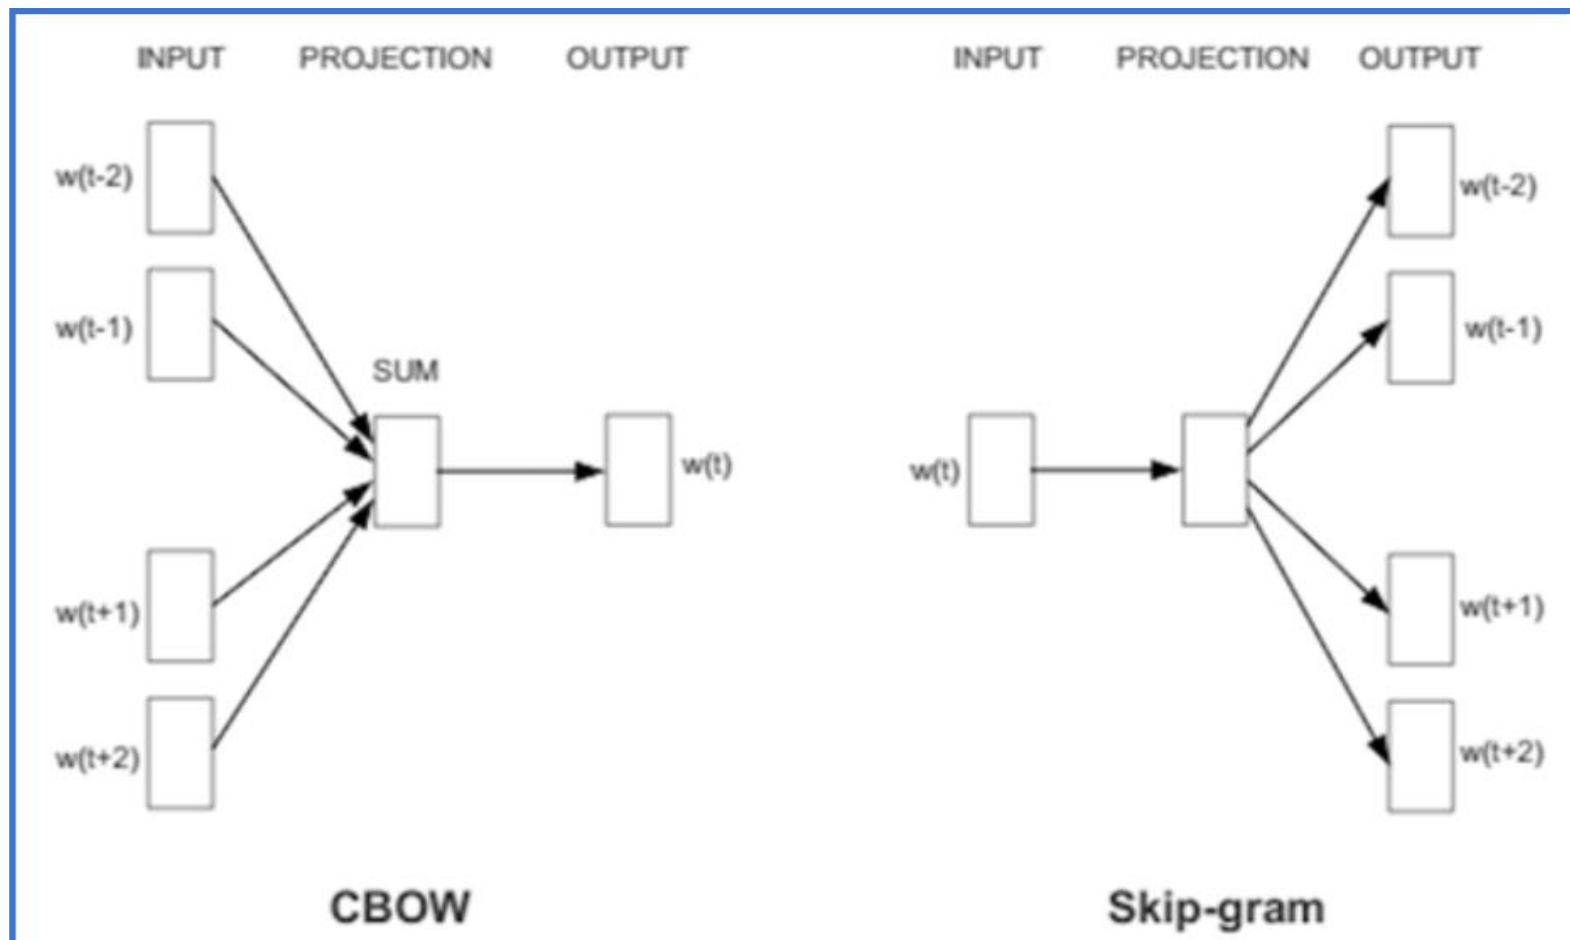 INPUT PROJECTION OUTPUT
w(t-2)
w(t-1)
SUM
w(t)
w(t+1)
w(t+2)
CBOW
INPUT PROJECTION OUTPUT
w(t-2)
w(t-1)
w(t)
w(t+1)
w(t+2)
Skip-gram